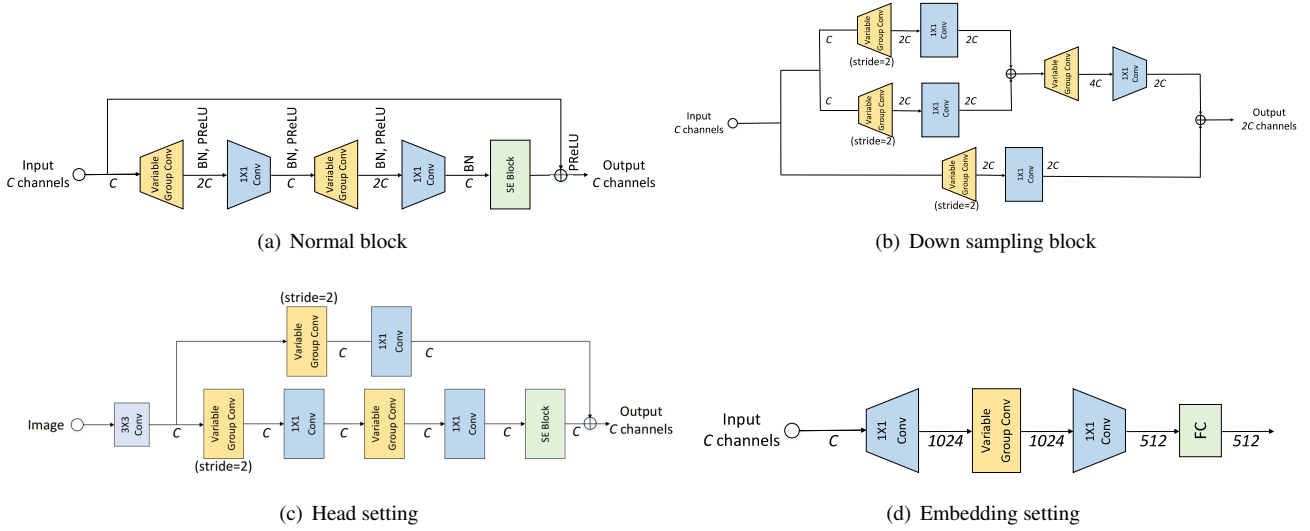 Input
C channels
C
Variable
Group Conv
BN, PReLU
2C
1X1
Conv
BN, PReLU
C
Variable
Group Conv
BN, PReLU
2C
1X1
Conv
BN
C
SE Block
PReLU
Output
C channels
(a) Normal block
Input
C channels
C
Variable
Group Conv
(stride=2)
2C
1X1
Conv
2C
C
Variable
Group Conv
(stride=2)
2C
1X1
Conv
2C
Variable
Group Conv
4C
1X1
Conv
2C
Variable
Group Conv
(stride=2)
2C
1X1
Conv
2C
Output
2C channels
(b) Down sampling block
(stride=2)
Variable
Group Conv
C
1X1
Conv
C
Image
3X3
Conv
C
Variable
Group Conv
(stride=2)
C
1X1
Conv
C
Variable
Group Conv
C
1X1
Conv
C
SE Block
C
Output
C channels
(c) Head setting
Input
C channels
C
1X1
Conv
1024
Variable
Group Conv
1024
1X1
Conv
512
FC
512
(d) Embedding setting